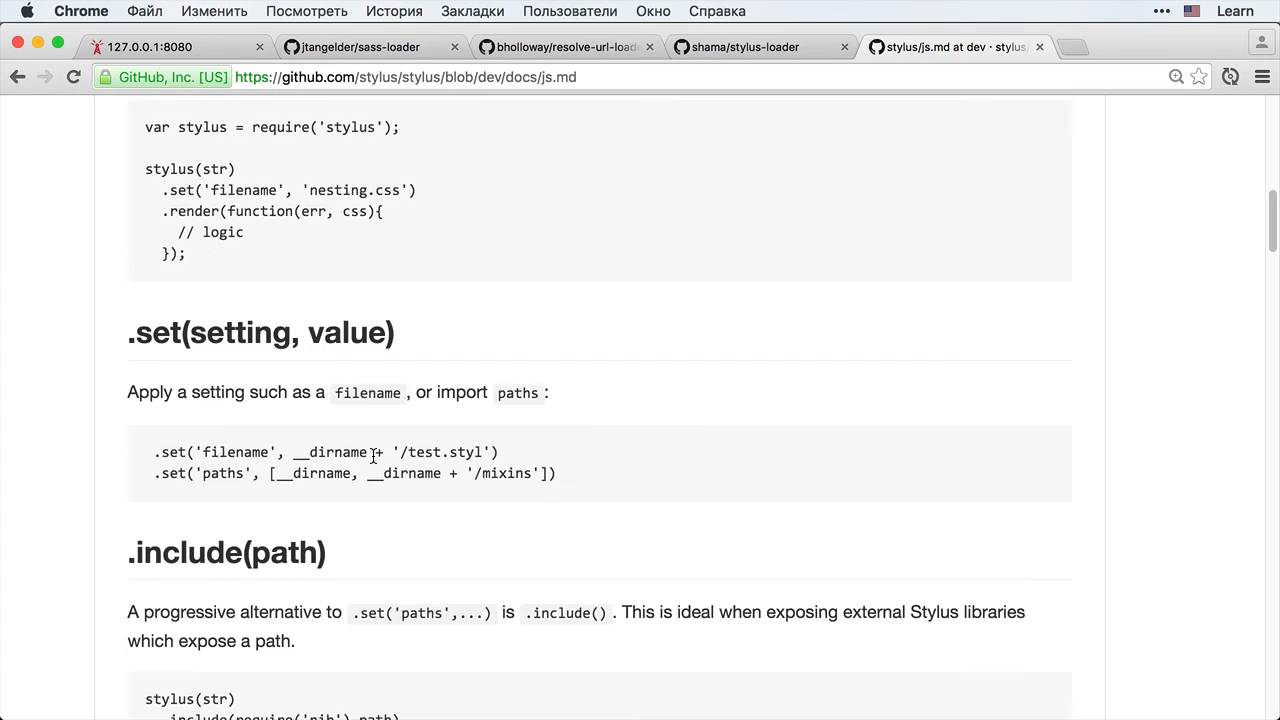 Chrome Файл Изменить Посмотреть История Закладки Пользователи Окно Справка ••• Learn
127.0.0.1:8080 × jtangelder/sass-loader × bholloway/resolve-url-load × shama/stylus-loader × stylus/js.md at dev · stylus ×
GitHub, Inc. [US] https://github.com/stylus/stylus/blob/dev/docs/js.md
var stylus = require('stylus');
stylus(str)
.set('filename', 'nesting.css')
.render(function(err, css){
// logic
});
.set(setting, value)
Apply a setting such as a filename, or import paths:
.set('filename', __dirname + '/test.styl')
.set('paths', [__dirname, __dirname + '/mixins'])
.include(path)
A progressive alternative to .set('paths',...) is .include(). This is ideal when exposing external Stylus libraries
which expose a path.
stylus(str)
.include(require('nib').path)